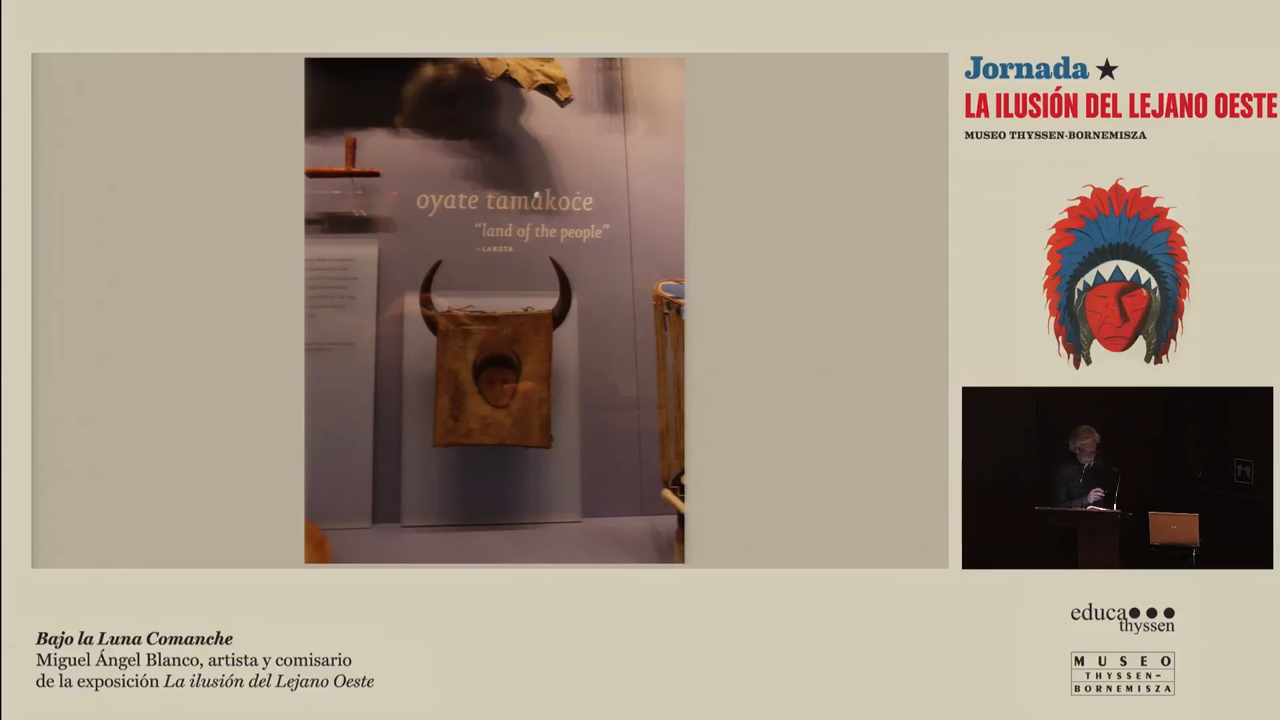 Jornada
LA ILUSIÓN DEL LEJANO OESTE
MUSEO THYSSEN-BORNEMISZA
oyate tamakoċe
“land of the people”
–LAKOTA
Bajo la Luna Comanche
Miguel Ángel Blanco, artista y comisario
de la exposición La ilusión del Lejano Oeste
educa
thyssen
MUSEO
THYSSEN-
BORNEMISZA